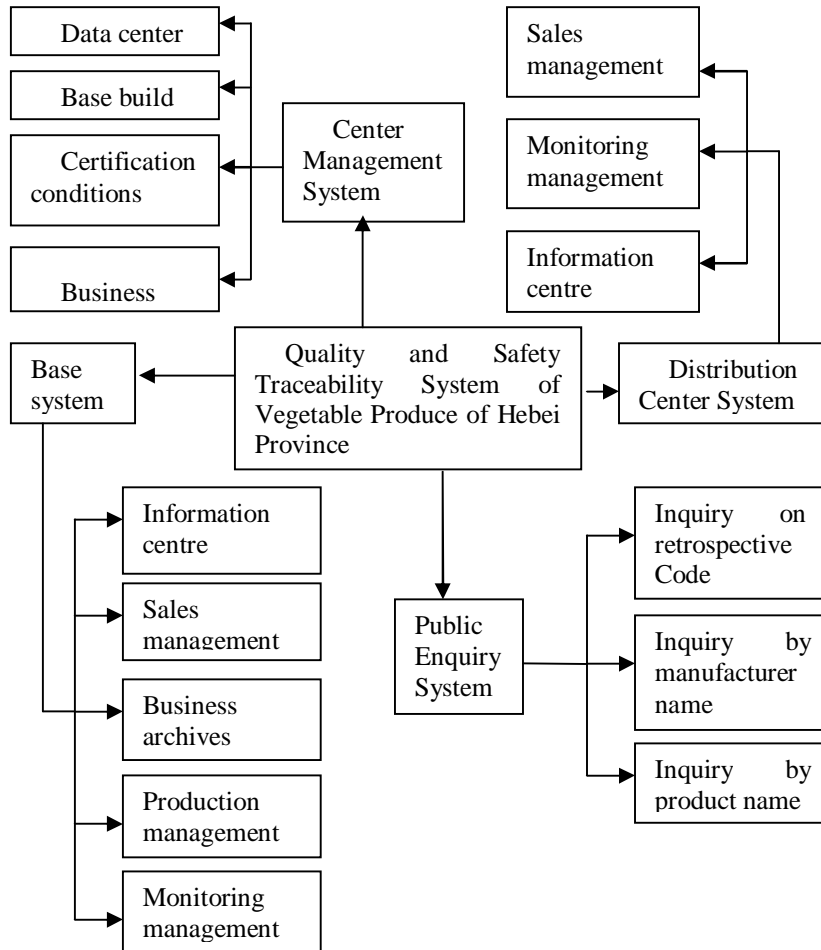 Data center
Base build
Certification
conditions
Business
Center
Management
System
Sales
management
Monitoring
management
Information
centre
Base
system
Quality and Safety
Traceability System of
Vegetable Produce of Hebei
Province
Distribution
Center System
Information
centre
Sales
management
Business
archives
Production
management
Monitoring
management
Public
Enquiry
System
Inquiry on
retrospective
Code
Inquiry by
manufacturer
name
Inquiry by
product name